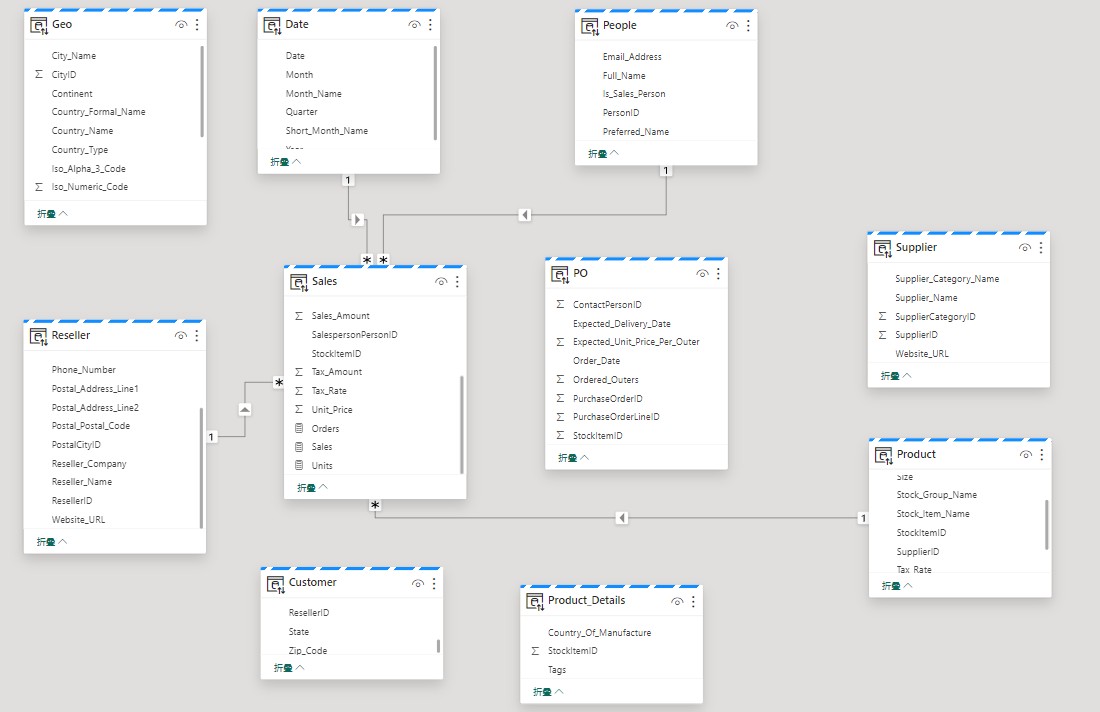 Geo
City_Name
CityID
Continent
Country_Formal_Name
Country_Name
Country_Type
Iso_Alpha_3_Code
Iso_Numeric_Code
折叠
Date
Date
Month
Month_Name
Quarter
Short_Month_Name
折叠
1
People
Email_Address
Full_Name
Is_Sales_Person
PersonID
Preferred_Name
折叠
1
Sales
Sales_Amount
SalespersonPersonID
StockItemID
Tax_Amount
Tax_Rate
Unit_Price
Orders
Sales
Units
折叠
* *
*
*
PO
ContactPersonID
Expected_Delivery_Date
Expected_Unit_Price_Per_Outer
Order_Date
Ordered_Outers
PurchaseOrderID
PurchaseOrderLineID
StockItemID
折叠
Supplier
Supplier_Category_Name
Supplier_Name
SupplierCategoryID
SupplierID
Website_URL
折叠
Reseller
Phone_Number
Postal_Address_Line1
Postal_Address_Line2
Postal_Postal_Code
PostalCityID
Reseller_Company
Reseller_Name
ResellerID
Website_URL
折叠
1
Product
Size
Stock_Group_Name
Stock_Item_Name
StockItemID
SupplierID
Tax_Rate
折叠
1
Customer
ResellerID
State
Zip_Code
折叠
Product_Details
Country_Of_Manufacture
StockItemID
Tags
折叠